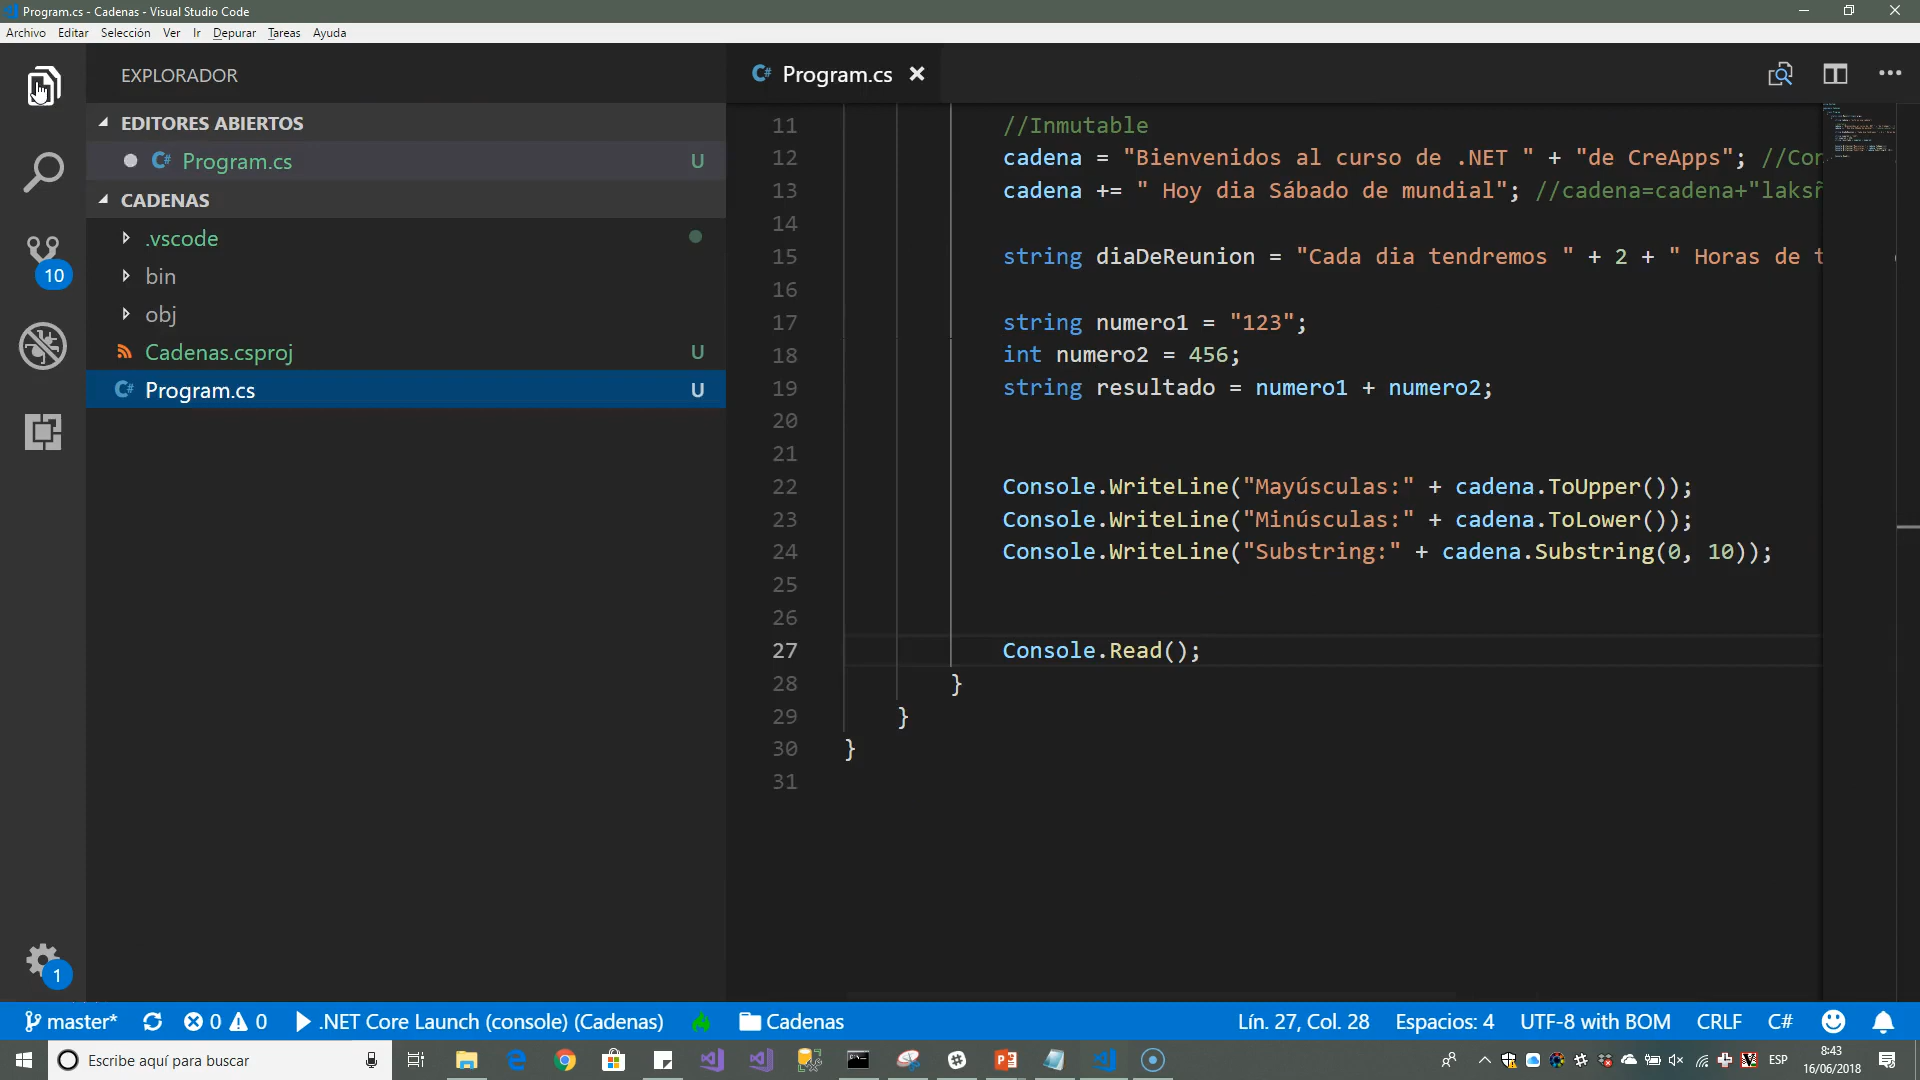 Program.cs - Cadenas - Visual Studio Code
Archivo Editar Selección Ver Ir Depurar Tareas Ayuda
EXPLORADOR
EDITORES ABIERTOS
Program.cs U
CADENAS
.vscode
bin
obj
Cadenas.csproj U
Program.cs U
10
1
Program.cs
11 //Inmutable
12 cadena = "Bienvenidos al curso de .NET " + "de CreApps"; //Con
13 cadena += " Hoy dia Sábado de mundial"; //cadena=cadena+"laksñ
14
15 string diaDeReunion = "Cada dia tendremos " + 2 + " Horas de t
16
17 string numero1 = "123";
18 int numero2 = 456;
19 string resultado = numero1 + numero2;
20
21
22 Console.WriteLine("Mayúsculas:" + cadena.ToUpper());
23 Console.WriteLine("Minúsculas:" + cadena.ToLower());
24 Console.WriteLine("Substring:" + cadena.Substring(0, 10));
25
26
27 Console.Read();
28 }
29 }
30 }
31
master* 0 0 .NET Core Launch (console) (Cadenas) Cadenas Lín. 27, Col. 28 Espacios: 4 UTF-8 with BOM CRLF C#
Escribe aquí para buscar ESP 8:43
16/06/2018